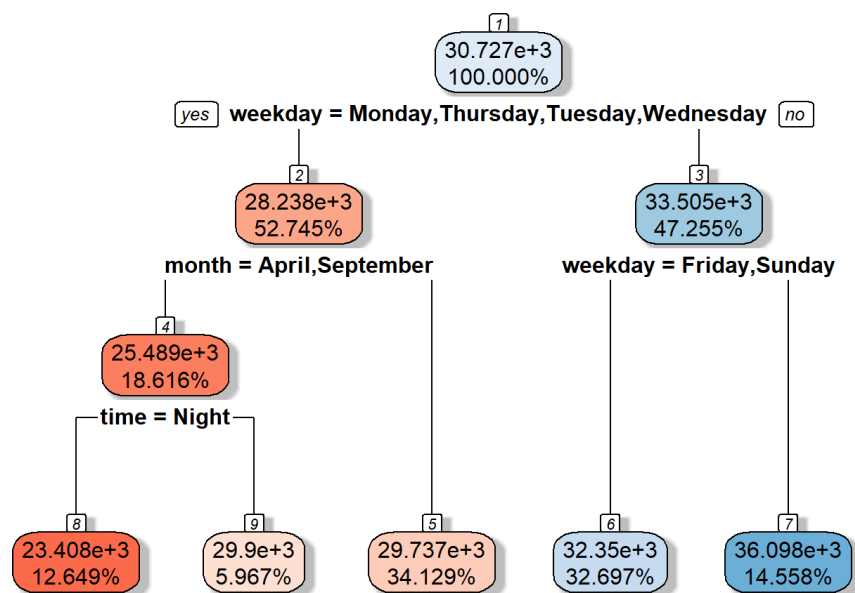 1
30.727e+3
100.000%
yes weekday = Monday,Thursday,Tuesday,Wednesday no
2
28.238e+3
52.745%
3
33.505e+3
47.255%
month = April,September
weekday = Friday,Sunday
4
25.489e+3
18.616%
time = Night
8
23.408e+3
12.649%
9
29.9e+3
5.967%
5
29.737e+3
34.129%
6
32.35e+3
32.697%
7
36.098e+3
14.558%